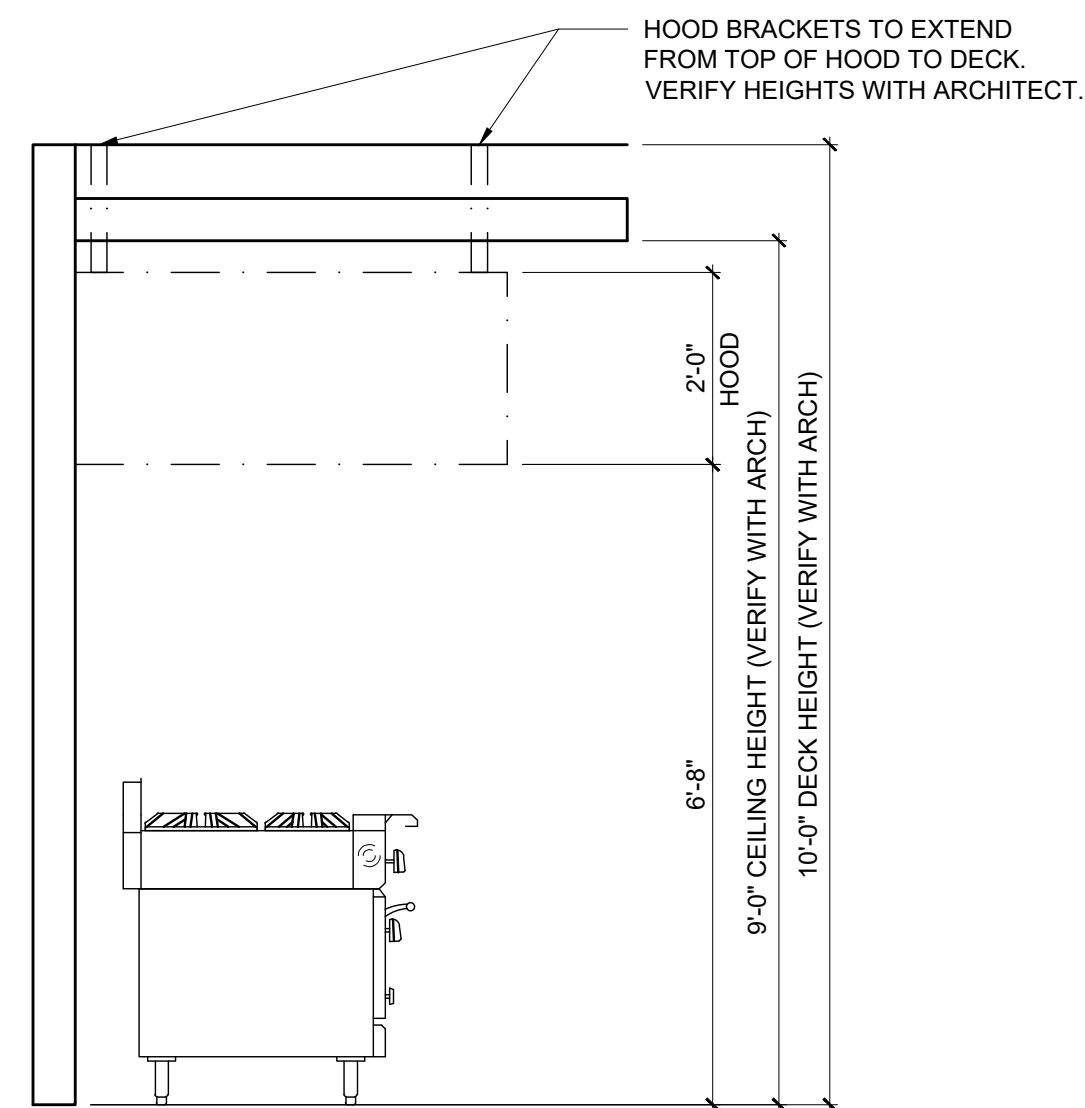 HOOD BRACKETS TO EXTEND
FROM TOP OF HOOD TO DECK.
VERIFY HEIGHTS WITH ARCHITECT.
2'-0"
HOOD
6'-8"
9'-0" CEILING HEIGHT (VERIFY WITH ARCH)
10'-0" DECK HEIGHT (VERIFY WITH ARCH)